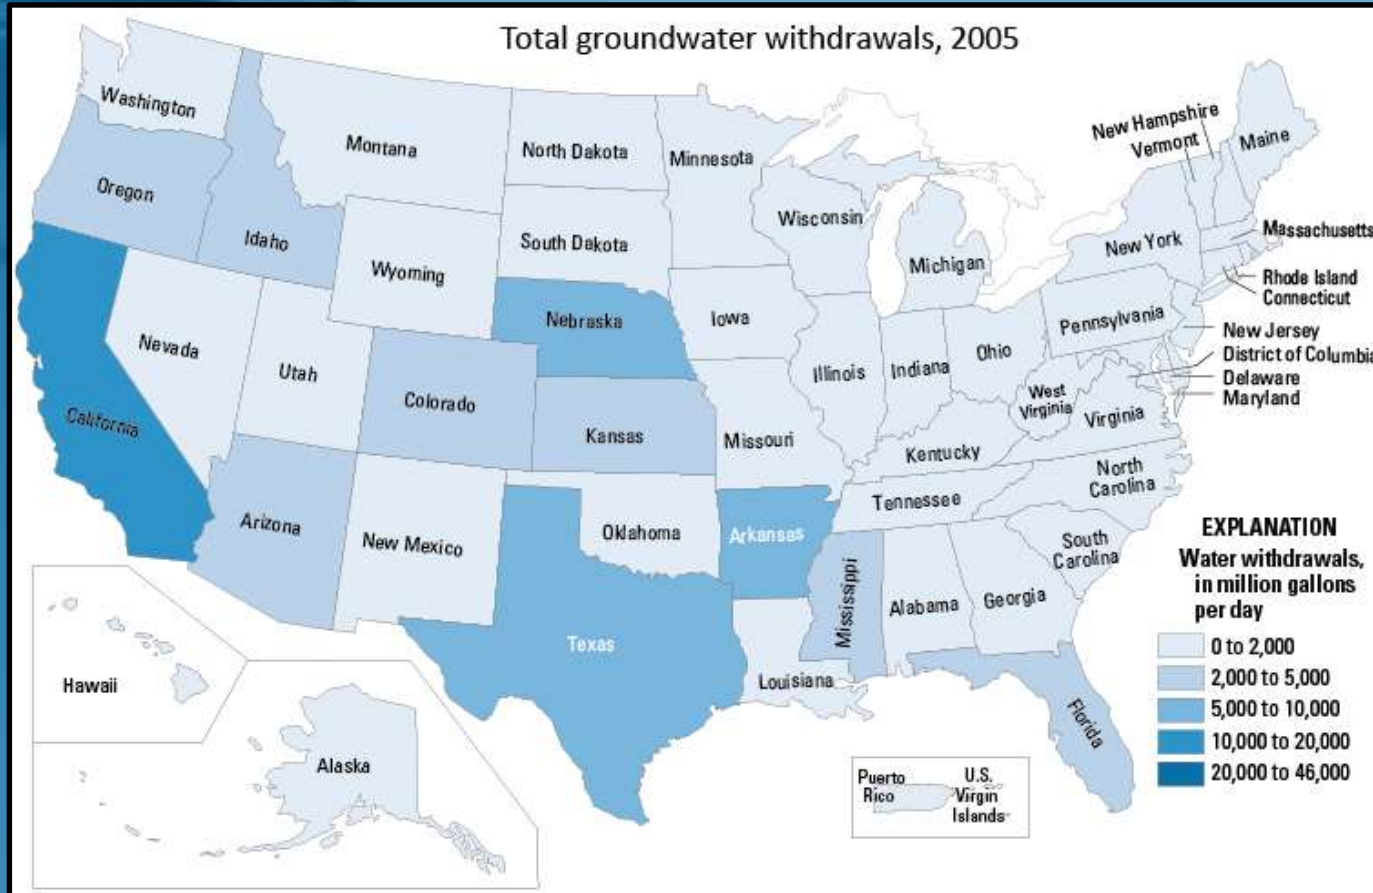 Total groundwater withdrawals, 2005
Washington
Oregon
Idaho
Montana
North Dakota
Minnesota
Wisconsin
Michigan
New Hampshire
Vermont
Maine
New York
Massachusetts
Rhode Island
Connecticut
Pennsylvania
New Jersey
District of Columbia
Delaware
Maryland
South Dakota
Wyoming
Nebraska
Iowa
Illinois
Indiana
Ohio
West
Virginia
Virginia
California
Nevada
Utah
Colorado
Kansas
Missouri
Kentucky
North
Carolina
Tennessee
South
Carolina
Arizona
New Mexico
Oklahoma
Arkansas
Mississippi
Alabama
Georgia
Texas
Louisiana
Florida
Hawaii
Alaska
Puerto
Rico
U.S.
Virgin
Islands
EXPLANATION
Water withdrawals,
in million gallons
per day
0 to 2,000
2,000 to 5,000
5,000 to 10,000
10,000 to 20,000
20,000 to 46,000